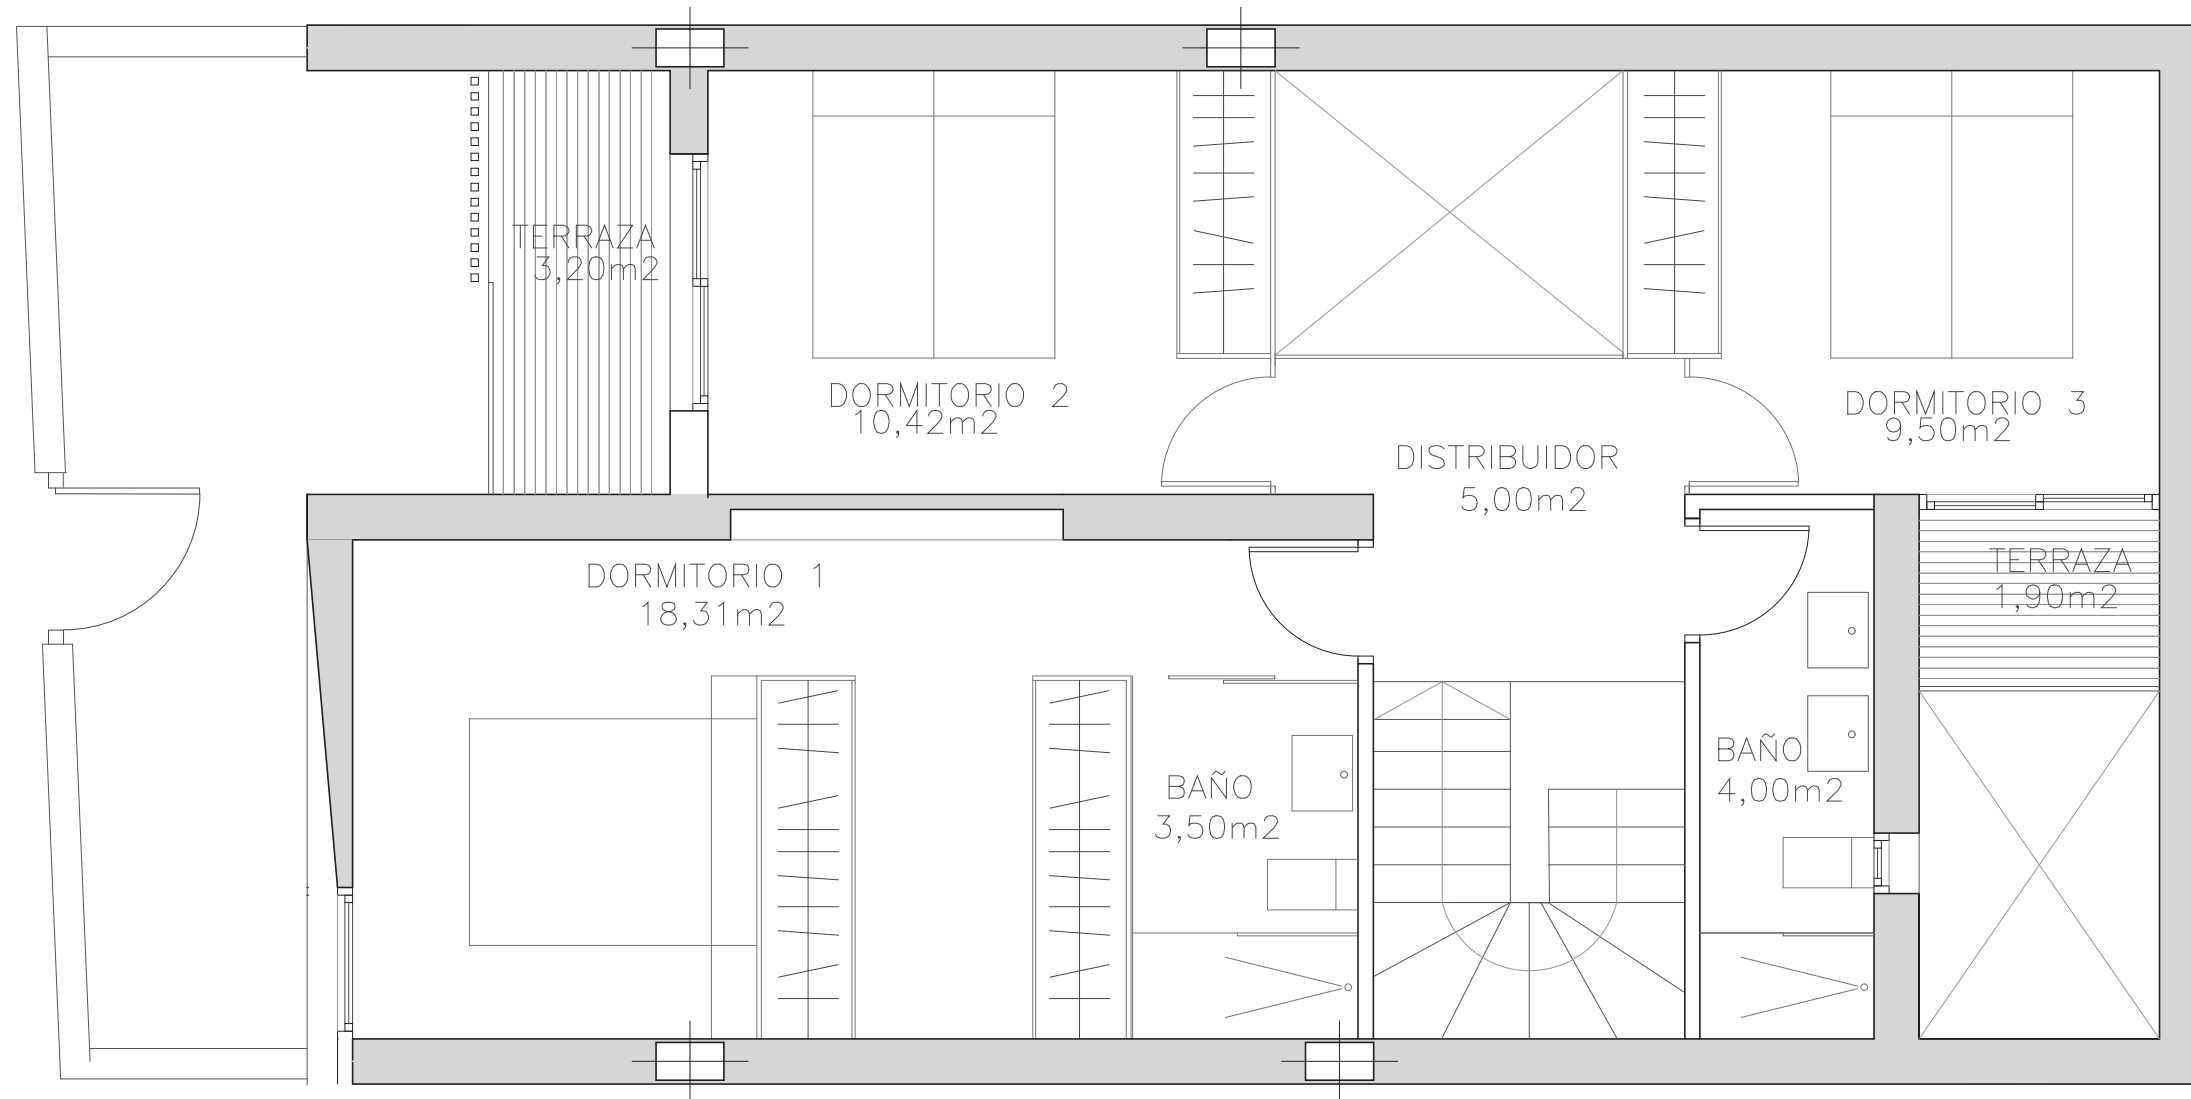 TERRAZA
3,20m2
DORMITORIO 2
10,42m2
DORMITORIO 3
9,50m2
DISTRIBUIDOR
5,00m2
DORMITORIO 1
18,31m2
TERRAZA
1,90m2
BAÑO
3,50m2
BAÑO
4,00m2